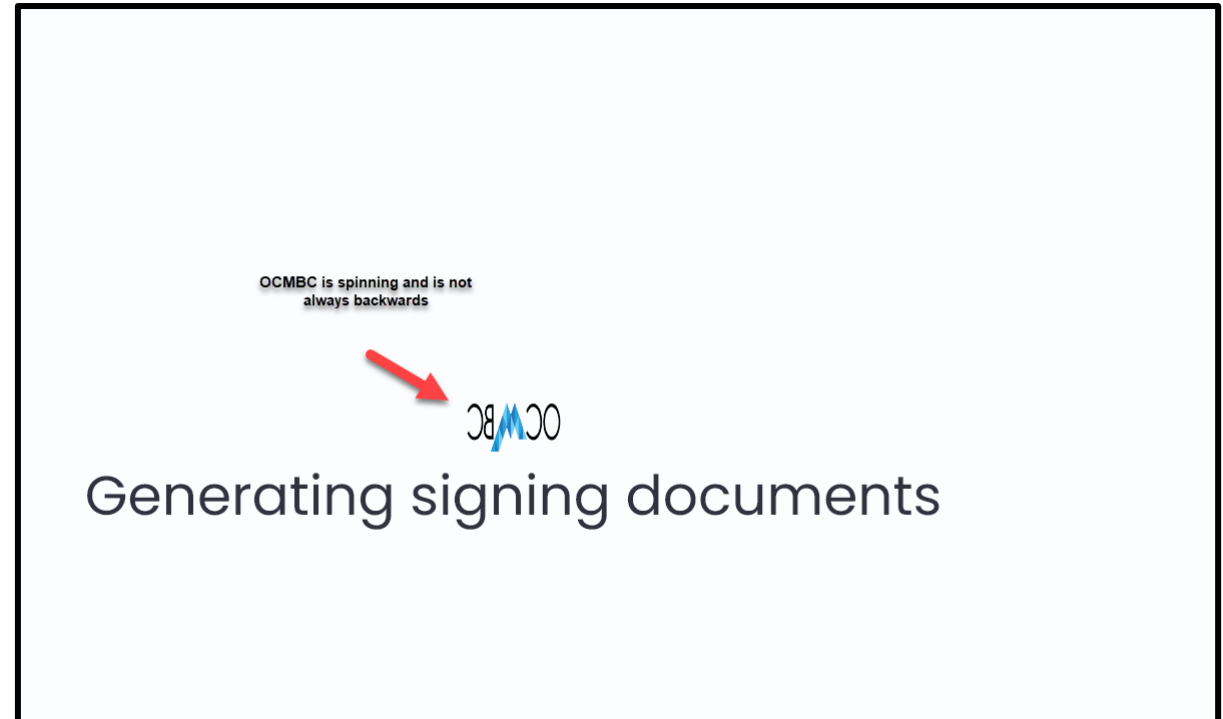 OCMBC is spinning and is not
always backwards
OCMBC
Generating signing documents